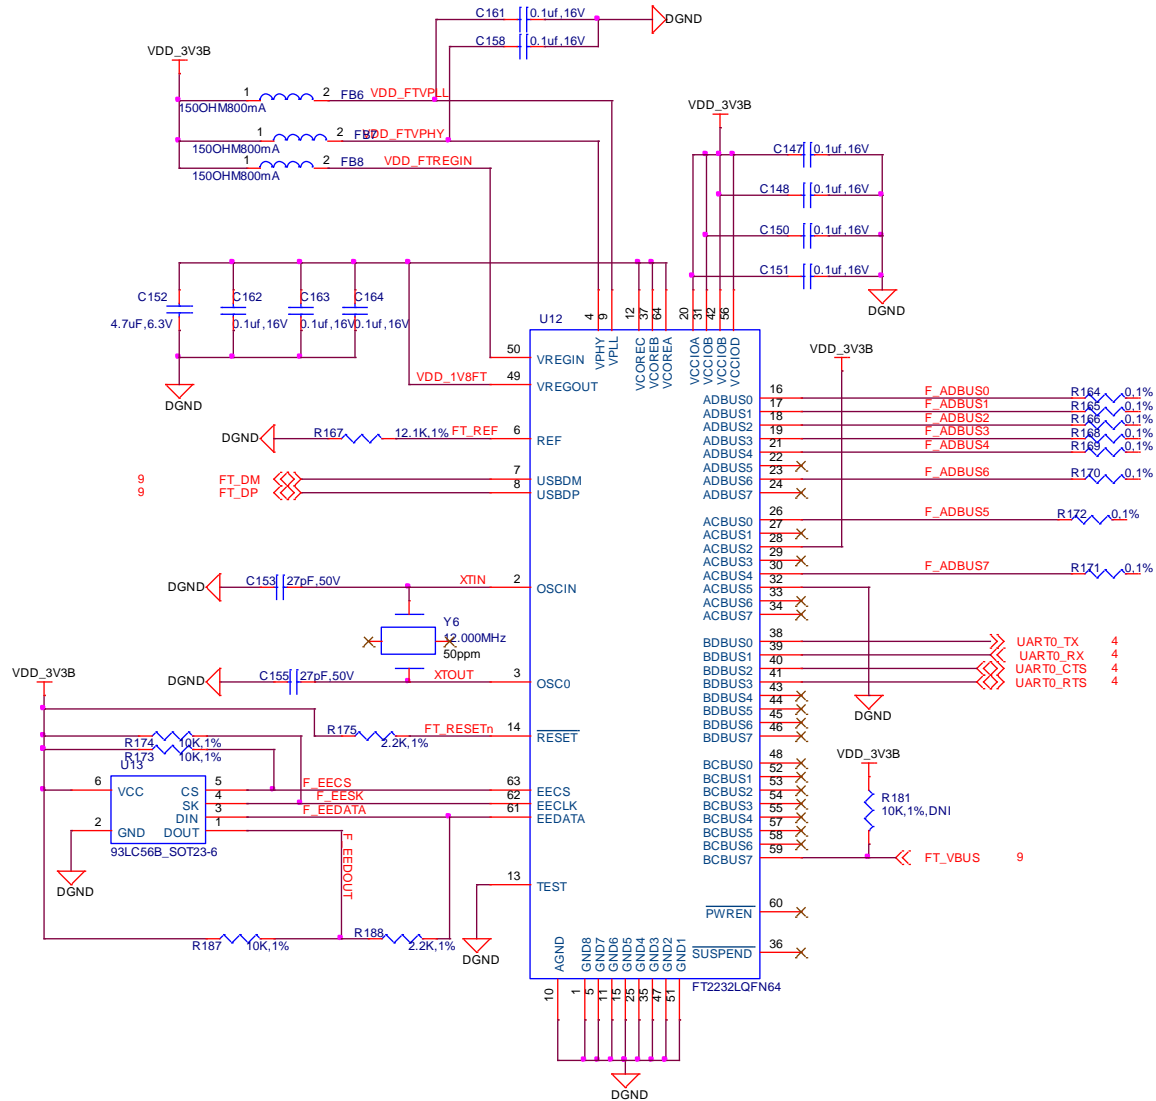 C161 0.1uf,16V DGND
C158 0.1uf,16V
VDD_3V3B
1 2 FB6 VDD_FTVPLL
150OHM800mA
1 2 FB7 VDD_FTVPHY
150OHM800mA
1 2 FB8 VDD_FTREGIN
150OHM800mA
VDD_3V3B
C147 0.1uf,16V
C148 0.1uf,16V
C150 0.1uf,16V
C151 0.1uf,16V
DGND
C152 C162 C163 C164
4.7uF,6.3V 0.1uf,16V 0.1uf,16V 0.1uf,16V
DGND
U12
4 9 12 37 64 20 31 42 56
VPHY VPLL VCOREC VCOREB VCOREA VCCIOA VCCIOB VCCIOB VCCIOD
50 VREGIN
VDD_1V8FT 49 VREGOUT
DGND R167 12.1K,1% FT_REF 6 REF
9 FT_DM 7 USBDM
9 FT_DP 8 USBDP
DGND C153 27pF,50V XTIN 2 OSCIN
Y6
12.000MHz
50ppm
DGND C155 27pF,50V XTOUT 3 OSC0
VDD_3V3B
R175 2.2K,1% FT_RESETn 14 RESET
R174 10K,1%
R173 10K,1%
U13
6 VCC CS 5 F_EECS 63 EECS
SK 4 F_EESK 62 EECLK
DIN 3 F_EEDATA 61 EEDATA
2 GND DOUT 1
93LC56B_SOT23-6
F_EEDOUT
DGND
R187 10K,1% R188 2.2K,1%
13 TEST
DGND
VDD_3V3B
ADBUS0 16 F_ADBUS0 R164 0,1%
ADBUS1 17 F_ADBUS1 R165 0,1%
ADBUS2 18 F_ADBUS2 R166 0,1%
ADBUS3 19 F_ADBUS3 R168 0,1%
ADBUS4 21 F_ADBUS4 R169 0,1%
ADBUS5 22
ADBUS6 23 F_ADBUS6 R170 0,1%
ADBUS7 24
ACBUS0 26 F_ADBUS5 R172 0,1%
ACBUS1 27
ACBUS2 28
ACBUS3 29
ACBUS4 30 F_ADBUS7 R171 0,1%
ACBUS5 32
ACBUS6 33
ACBUS7 34
BDBUS0 38 UART0_TX 4
BDBUS1 39 UART0_RX 4
BDBUS2 40 UART0_CTS 4
BDBUS3 41 UART0_RTS 4
BDBUS4 43
BDBUS5 44
BDBUS6 45
BDBUS7 46
DGND
VDD_3V3B
BCBUS0 48
BCBUS1 52
BCBUS2 53
BCBUS3 54
BCBUS4 55
BCBUS5 57
BCBUS6 58
BCBUS7 59 FT_VBUS 9
R181
10K,1%,DNI
PWREN 60
SUSPEND 36
AGND GND8 GND7 GND6 GND5 GND4 GND3 GND2 GND1
FT2232LQFN64
10 1 5 11 15 25 35 47 51
DGND